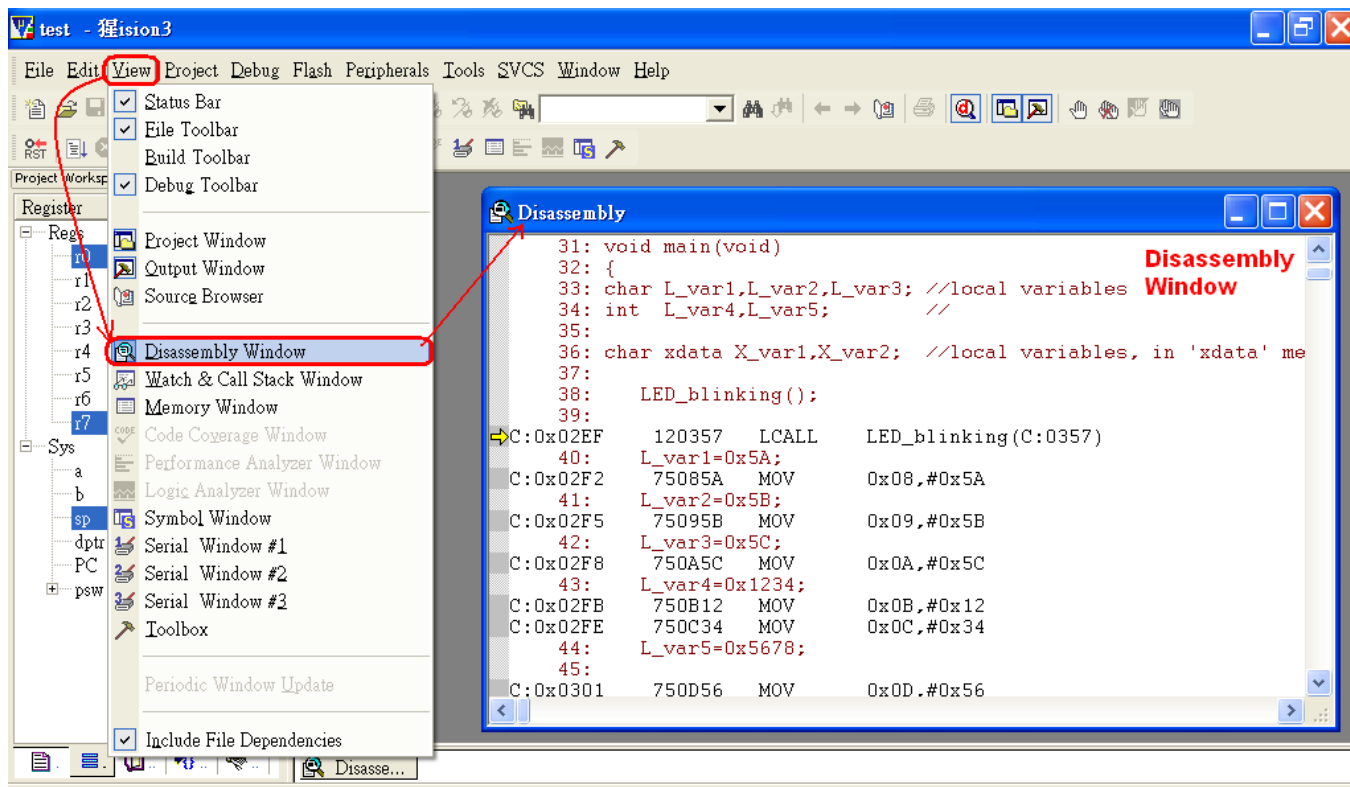 test - 猩ision3
File Edit View Project Debug Flash Peripherals Tools SVCS Window Help
RST
Project Worksp
Register
Regs
r0
r1
r2
r3
r4
r5
r6
r7
Sys
a
b
sp
dptr
PC
psw
Status Bar
File Toolbar
Build Toolbar
Debug Toolbar
Project Window
Output Window
Source Browser
Disassembly Window
Watch & Call Stack Window
Memory Window
CODE Code Coverage Window
Performance Analyzer Window
Logic Analyzer Window
Symbol Window
Serial Window #1
Serial Window #2
Serial Window #3
Toolbox
Periodic Window Update
Include File Dependencies
Disassembly
Disassembly
Window
31: void main(void)
32: {
33: char L_var1,L_var2,L_var3; //local variables
34: int  L_var4,L_var5;        //
35:
36: char xdata X_var1,X_var2;  //local variables, in 'xdata' me
37:
38:    LED_blinking();
39:
C:0x02EF    120357   LCALL    LED_blinking(C:0357)
40:    L_var1=0x5A;
C:0x02F2    75085A   MOV      0x08,#0x5A
41:    L_var2=0x5B;
C:0x02F5    75095B   MOV      0x09,#0x5B
42:    L_var3=0x5C;
C:0x02F8    750A5C   MOV      0x0A,#0x5C
43:    L_var4=0x1234;
C:0x02FB    750B12   MOV      0x0B,#0x12
C:0x02FE    750C34   MOV      0x0C,#0x34
44:    L_var5=0x5678;
45:
C:0x0301    750D56   MOV      0x0D,#0x56
Disasse...